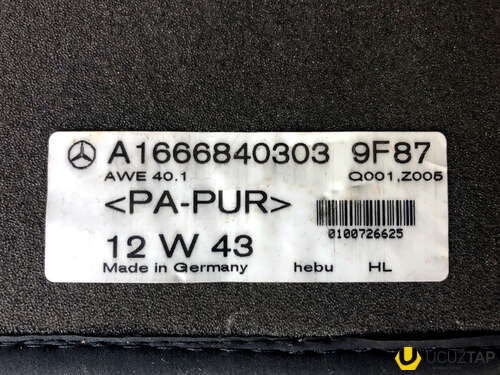 A1666840303 9F87
AWE 40.1 Q001,Z005
<PA-PUR>
0100726625
12 W 43
Made in Germany hebu HL
UCUZTAP